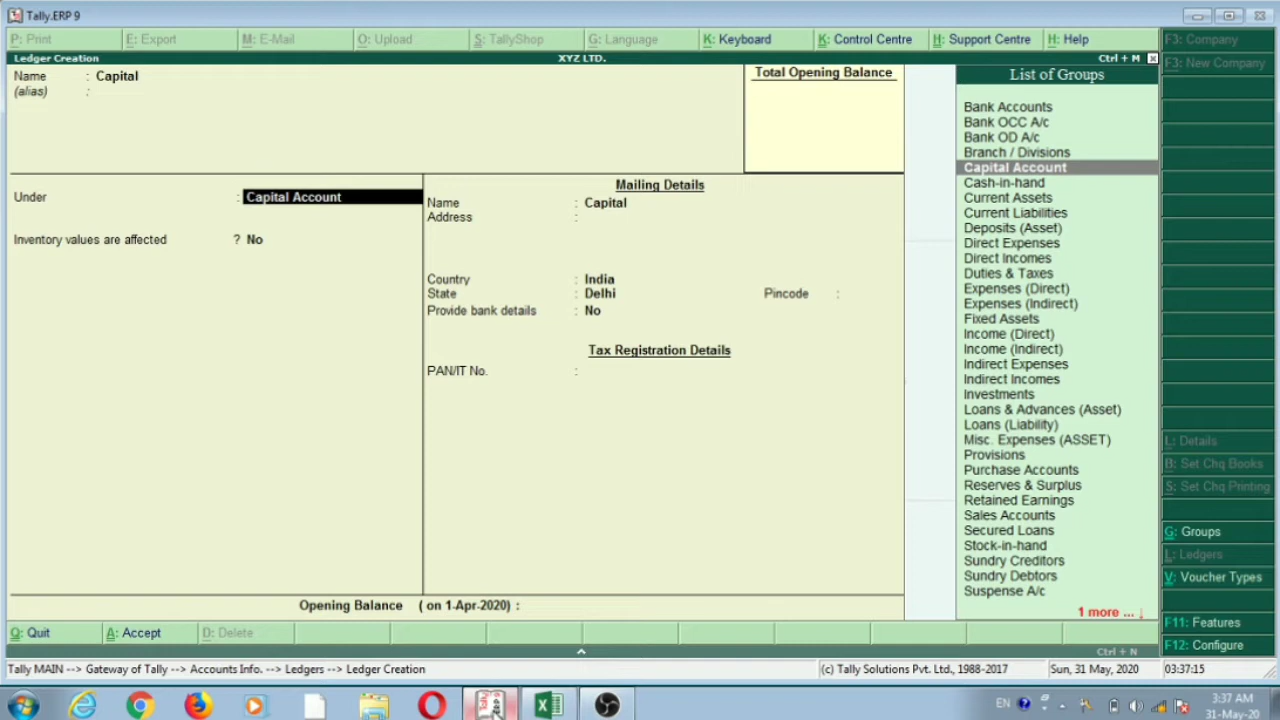 Tally.ERP 9
P: Print E: Export M: E-Mail O: Upload S: TallyShop G: Language K: Keyboard K: Control Centre H: Support Centre H: Help
Ledger Creation XYZ LTD. Ctrl + M
Name : Capital
(alias) :
Total Opening Balance
Under : Capital Account
Inventory values are affected ? No
Mailing Details
Name : Capital
Address :
Country : India
State : Delhi Pincode :
Provide bank details : No
Tax Registration Details
PAN/IT No. :
Opening Balance ( on 1-Apr-2020) :
List of Groups
Bank Accounts
Bank OCC A/c
Bank OD A/c
Branch / Divisions
Capital Account
Cash-in-hand
Current Assets
Current Liabilities
Deposits (Asset)
Direct Expenses
Direct Incomes
Duties & Taxes
Expenses (Direct)
Expenses (Indirect)
Fixed Assets
Income (Direct)
Income (Indirect)
Indirect Expenses
Indirect Incomes
Investments
Loans & Advances (Asset)
Loans (Liability)
Misc. Expenses (ASSET)
Provisions
Purchase Accounts
Reserves & Surplus
Retained Earnings
Sales Accounts
Secured Loans
Stock-in-hand
Sundry Creditors
Sundry Debtors
Suspense A/c
1 more ... ↓
F3: Company
F3: New Company
L: Details
B: Set Chq Books
S: Set Chq Printing
G: Groups
L: Ledgers
V: Voucher Types
F11: Features
F12: Configure
Q: Quit A: Accept D: Delete
Ctrl + N
Tally MAIN --> Gateway of Tally --> Accounts Info. --> Ledgers --> Ledger Creation (c) Tally Solutions Pvt. Ltd., 1988-2017 Sun, 31 May, 2020 03:37:15
EN 3:37 AM
31-May-20